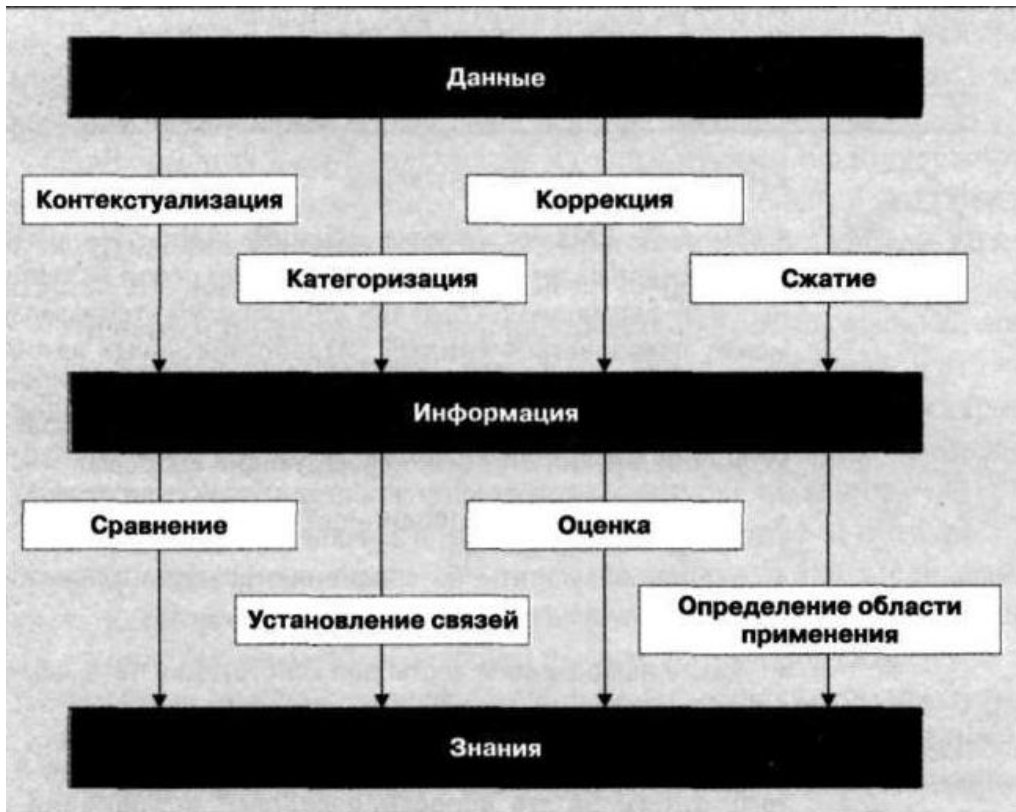 Данные
Контекстуализация
Коррекция
Категоризация
Сжатие
Информация
Сравнение
Оценка
Установление связей
Определение области
применения
Знания